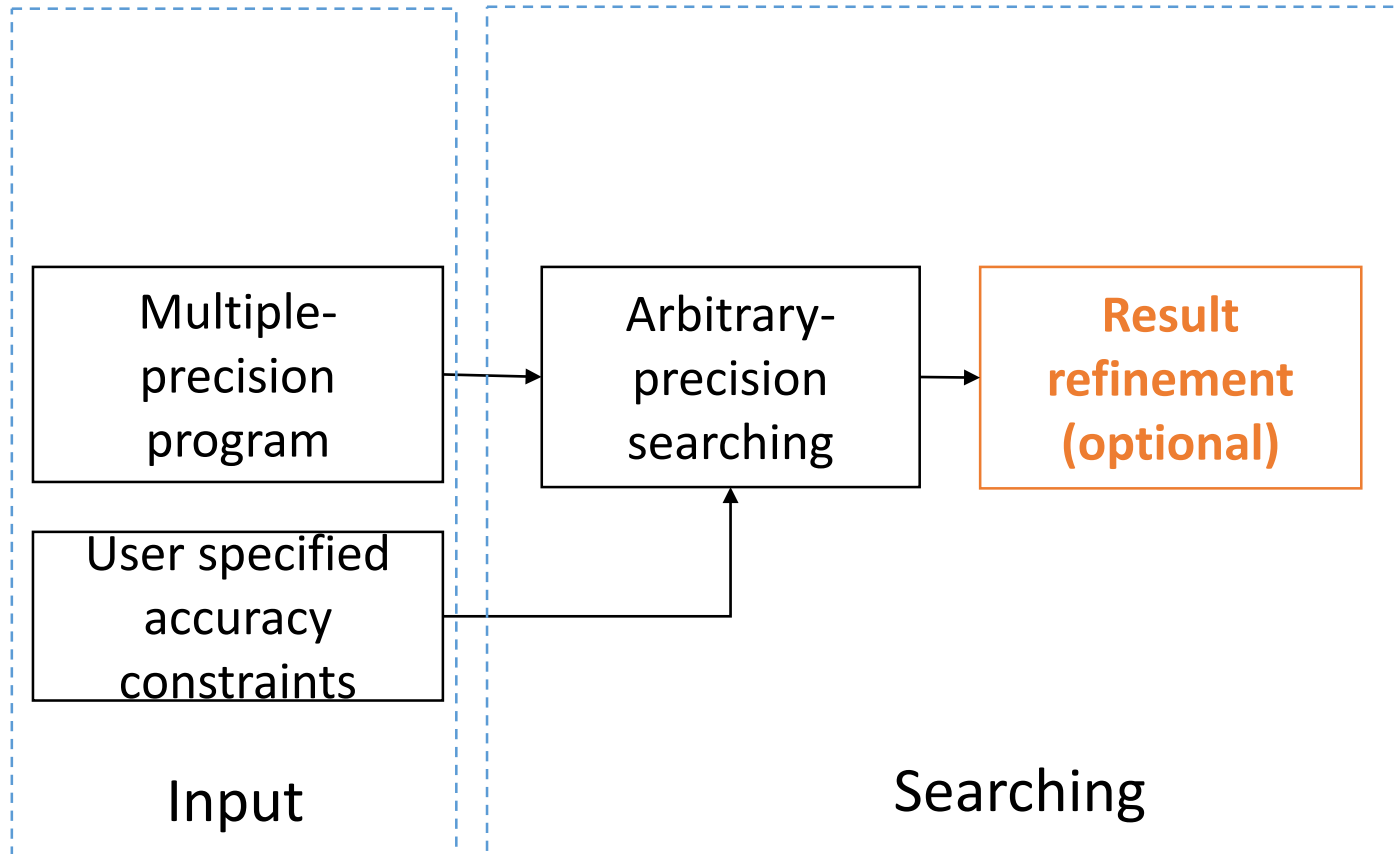 Multiple-
precision
program
User specified
accuracy
constraints
Input
Arbitrary-
precision
searching
Result
refinement
(optional)
Searching